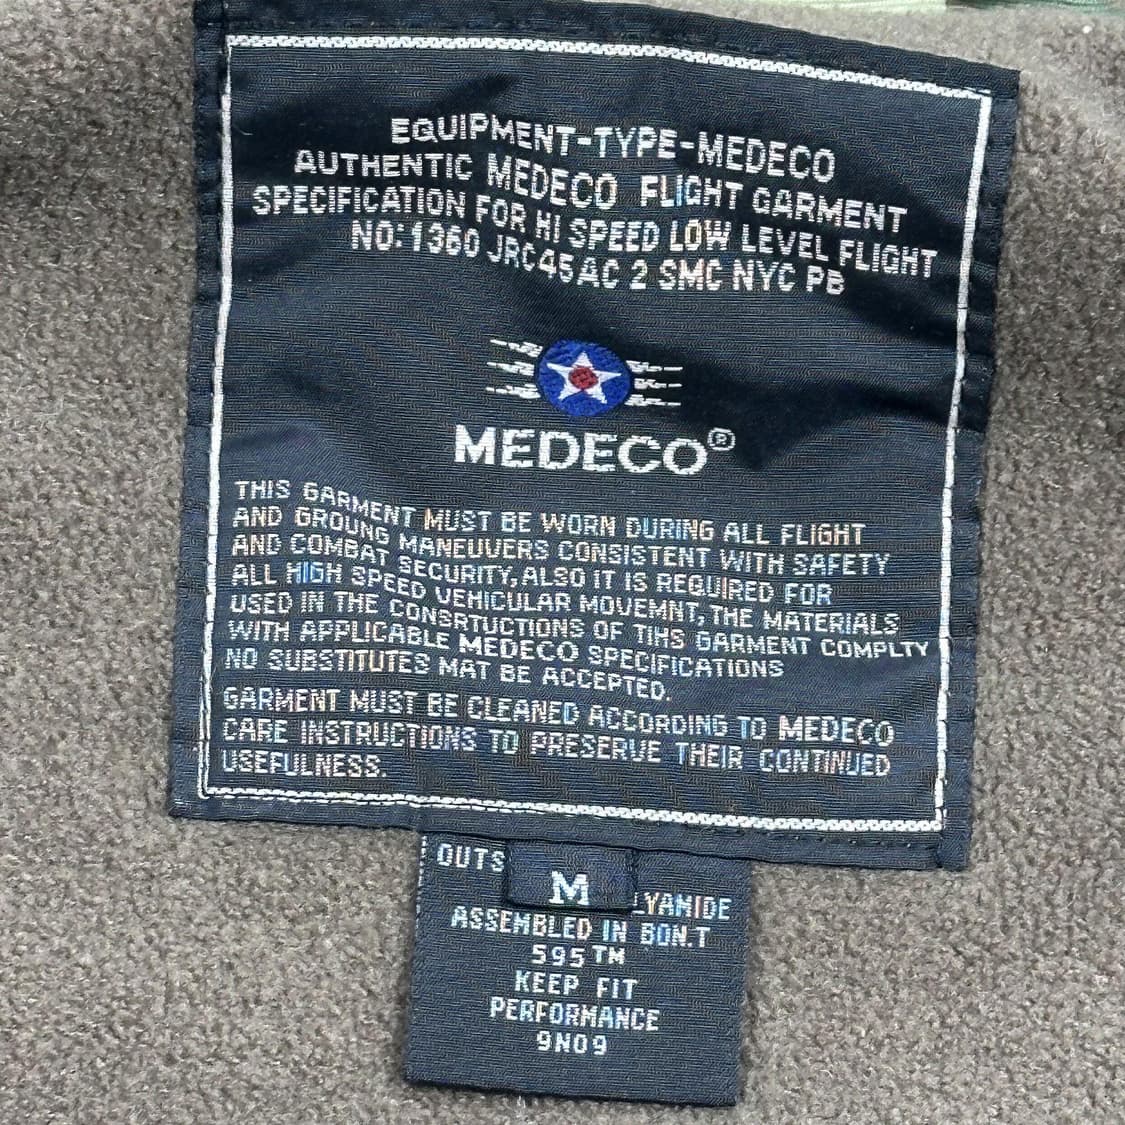 EQUIPMENT-TYPE-MEDECO
AUTHENTIC MEDECO FLIGHT GARMENT
SPECIFICATION FOR HI SPEED LOW LEVEL FLIGHT
NO:1360 JRC45AC 2 SMC NYC PB
MEDECO®
THIS GARMENT MUST BE WORN DURING ALL FLIGHT
AND GROUNG MANEUVERS CONSISTENT WITH SAFETY
AND COMBAT SECURITY, ALSO IT IS REQUIRED FOR
ALL HIGH SPEED VEHICULAR MOVEMNT, THE MATERIALS
USED IN THE CONSRTUCTIONS OF TIHS GARMENT COMPLTY
WITH APPLICABLE MEDECO SPECIFICATIONS
NO SUBSTITUTES MAT BE ACCEPTED.
GARMENT MUST BE CLEANED ACCORDING TO MEDECO
CARE INSTRUCTIONS TO PRESERVE THEIR CONTINUED
USEFULNESS.
OUTS
M
LYAMIDE
ASSEMBLED IN BON.T
595 TM
KEEP FIT
PERFORMANCE
9N09